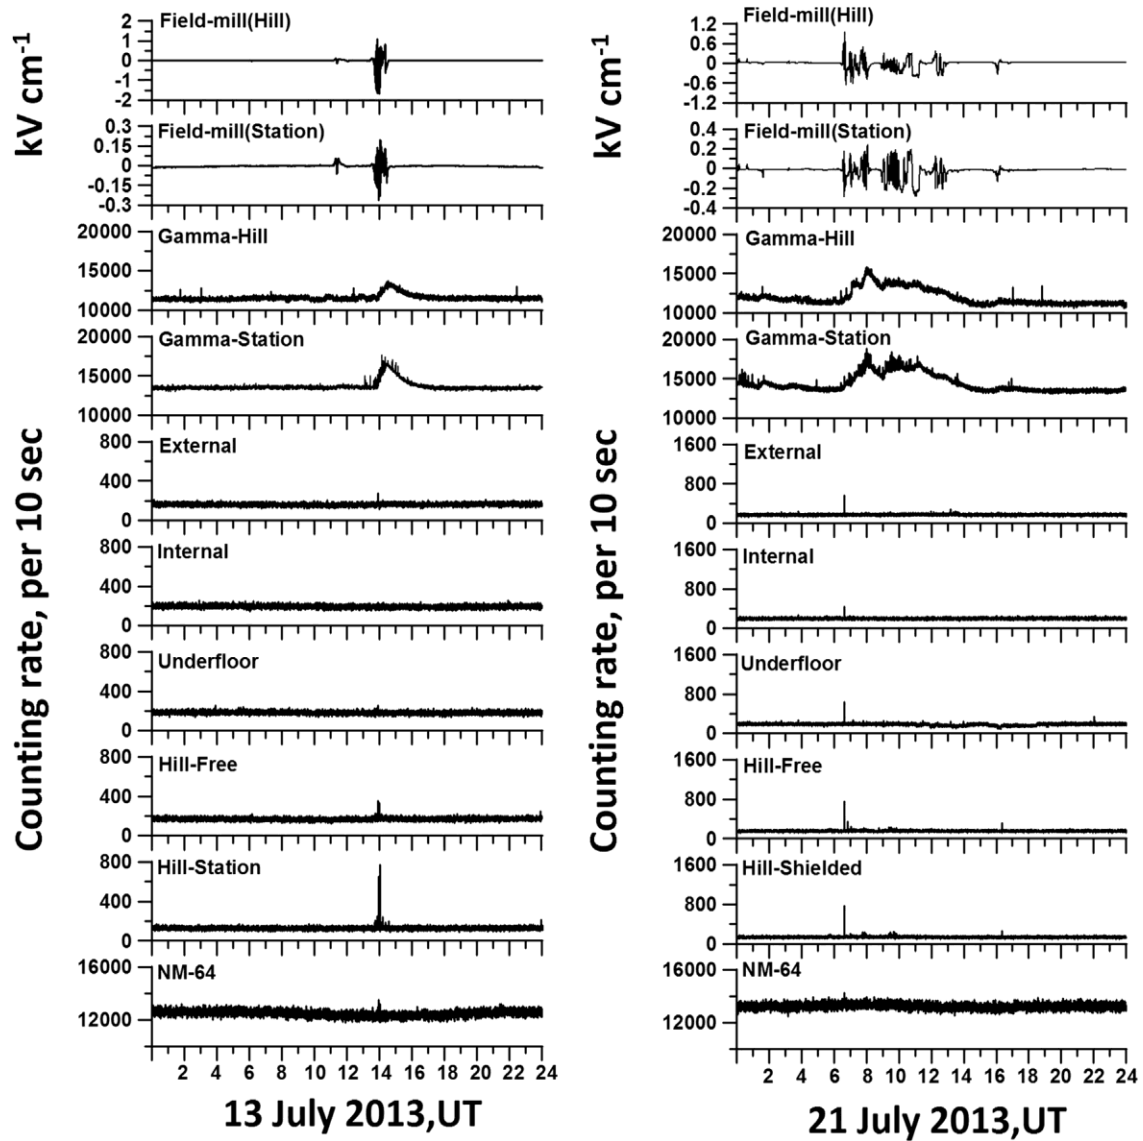 kV cm-1
Field-mill(Hill)
2
1
0
-1
-2
Field-mill(Station)
0.3
0.15
0
-0.15
-0.3
Gamma-Hill
20000
15000
10000
Gamma-Station
20000
15000
10000
Counting rate, per 10 sec
External
800
400
0
Internal
800
400
0
Underfloor
800
400
0
Hill-Free
800
400
0
Hill-Station
800
400
0
NM-64
16000
12000
2 4 6 8 10 12 14 16 18 20 22 24
13 July 2013,UT
kV cm-1
Field-mill(Hill)
1.2
0.6
0
-0.6
-1.2
Field-mill(Station)
0.4
0.2
0
-0.2
-0.4
Gamma-Hill
20000
15000
10000
Gamma-Station
20000
15000
10000
Counting rate, per 10 sec
External
1600
800
0
Internal
1600
800
0
Underfloor
1600
800
0
Hill-Free
1600
800
0
Hill-Shielded
1600
800
0
NM-64
16000
12000
2 4 6 8 10 12 14 16 18 20 22 24
21 July 2013,UT